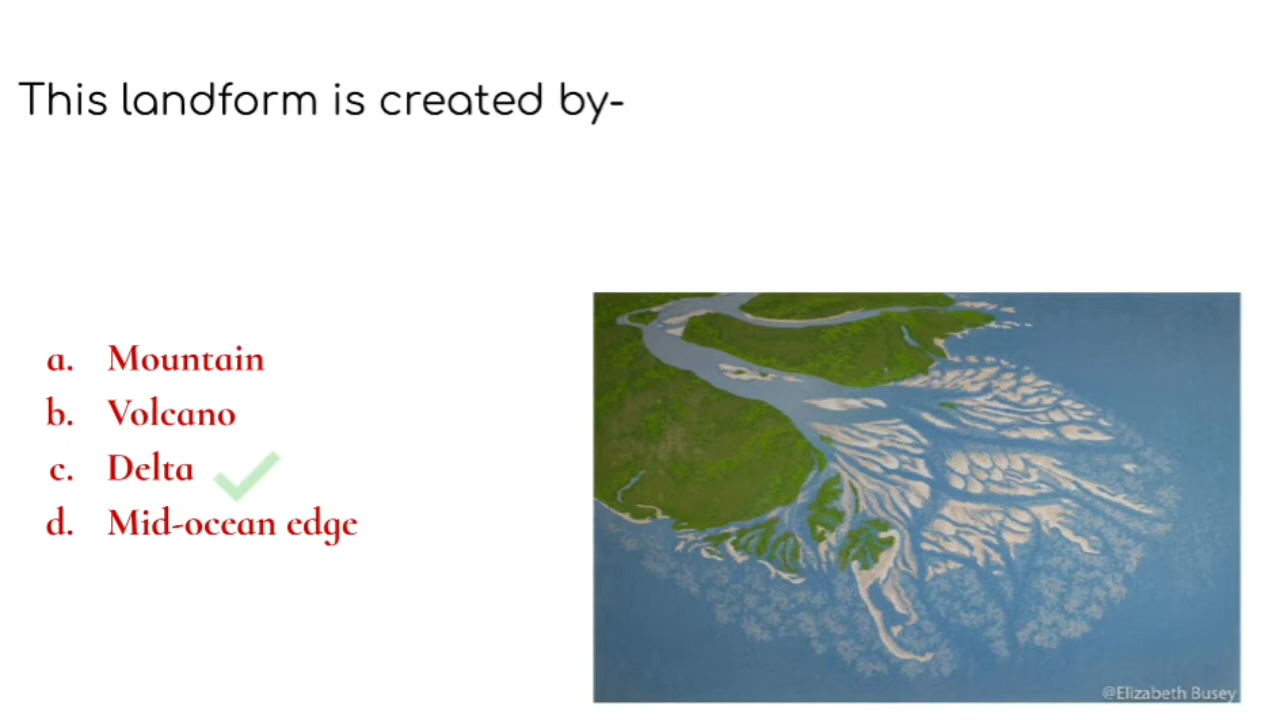 This landform is created by-
a. Mountain
b. Volcano
c. Delta
d. Mid-ocean edge
@Elizabeth Busey